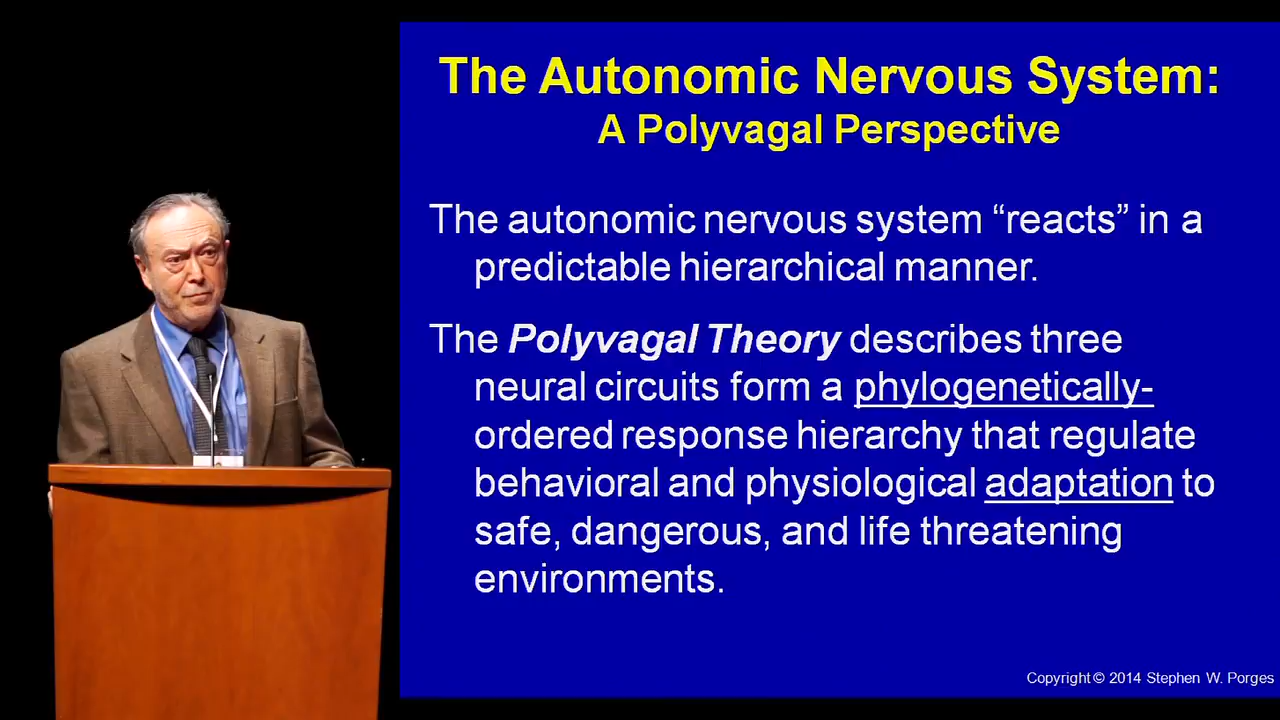 The Autonomic Nervous System:
A Polyvagal Perspective
The autonomic nervous system “reacts” in a
predictable hierarchical manner.
The Polyvagal Theory describes three
neural circuits form a phylogenetically-
ordered response hierarchy that regulate
behavioral and physiological adaptation to
safe, dangerous, and life threatening
environments.
Copyright © 2014 Stephen W. Porges